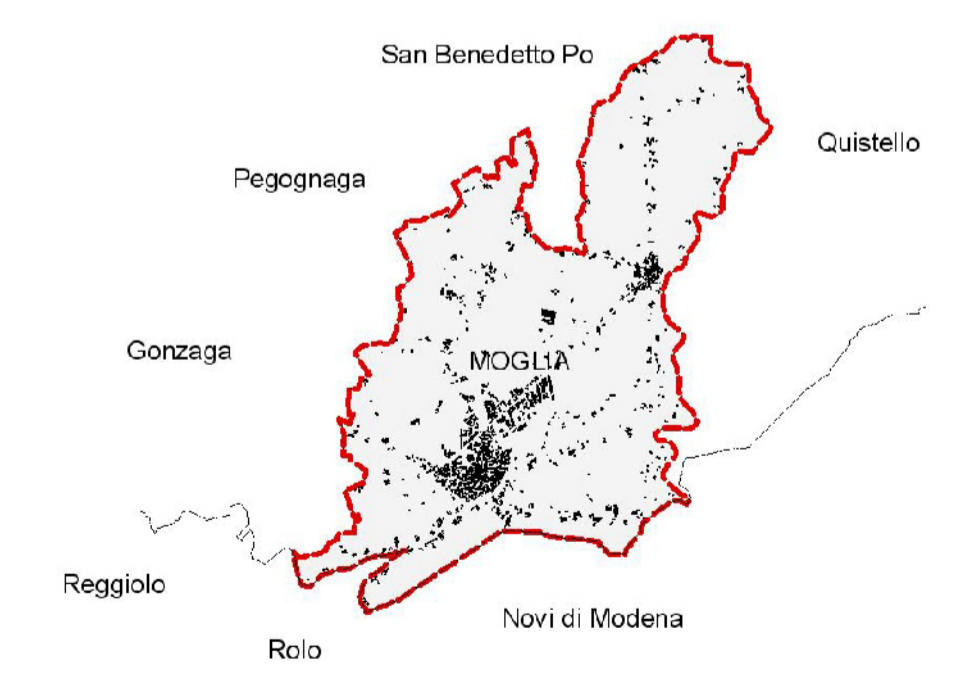 San Benedetto Po
Quistello
Pegognaga
Gonzaga
MOGLIA
Reggiolo
Novi di Modena
Rolo